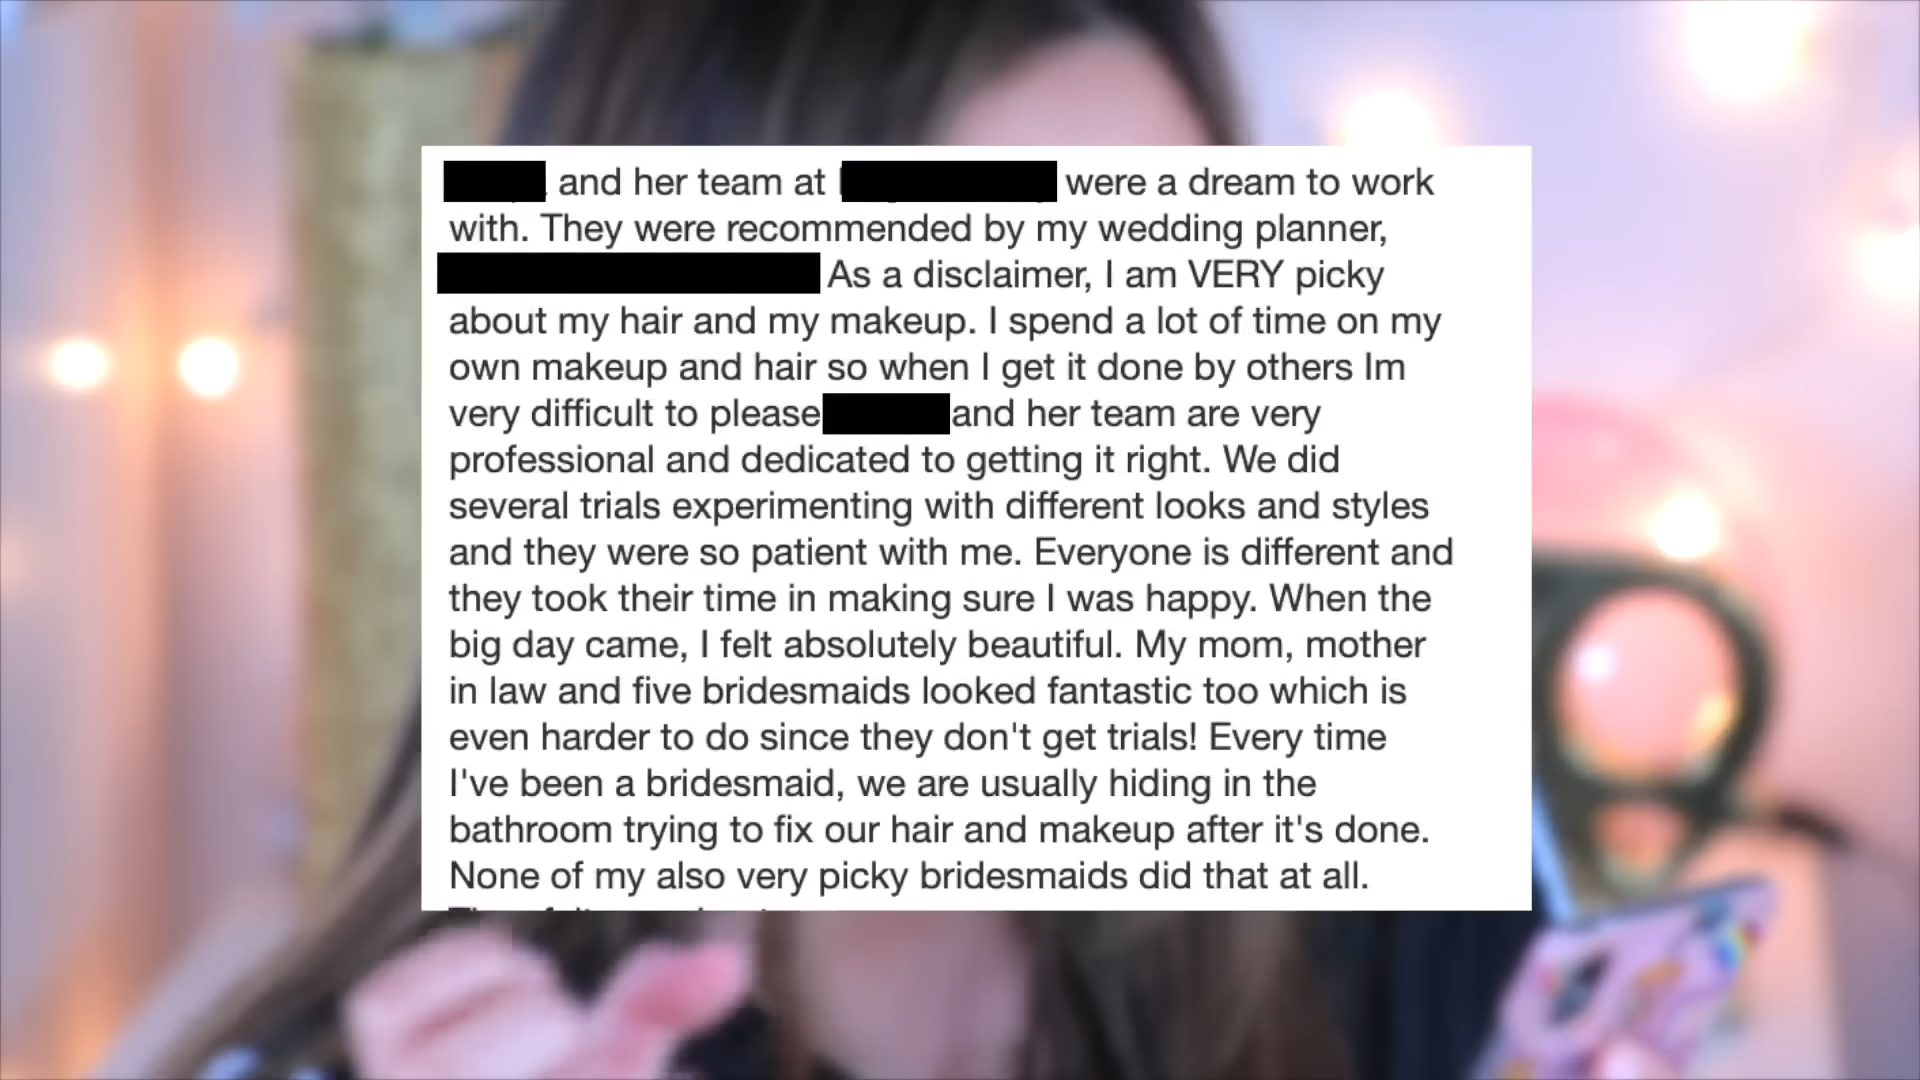 and her team at were a dream to work
with. They were recommended by my wedding planner,
As a disclaimer, I am VERY picky
about my hair and my makeup. I spend a lot of time on my
own makeup and hair so when I get it done by others Im
very difficult to please and her team are very
professional and dedicated to getting it right. We did
several trials experimenting with different looks and styles
and they were so patient with me. Everyone is different and
they took their time in making sure I was happy. When the
big day came, I felt absolutely beautiful. My mom, mother
in law and five bridesmaids looked fantastic too which is
even harder to do since they don't get trials! Every time
I've been a bridesmaid, we are usually hiding in the
bathroom trying to fix our hair and makeup after it's done.
None of my also very picky bridesmaids did that at all.